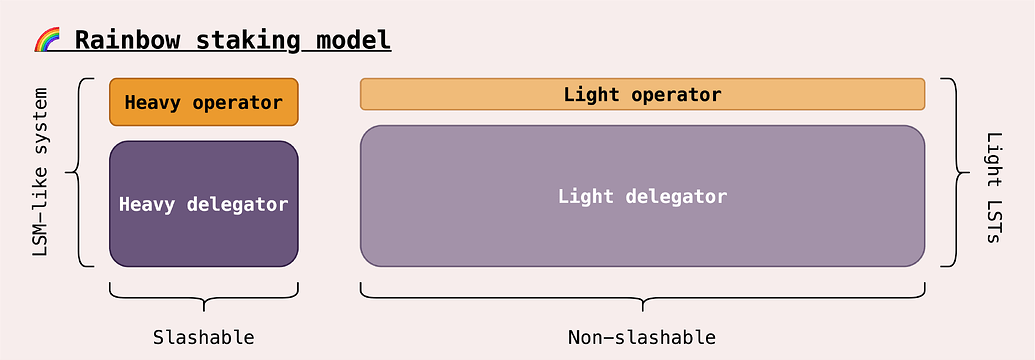 🌈 Rainbow staking model
LSM-like system
Heavy operator
Light operator
Heavy delegator
Light delegator
Light LSTs
Slashable
Non-slashable